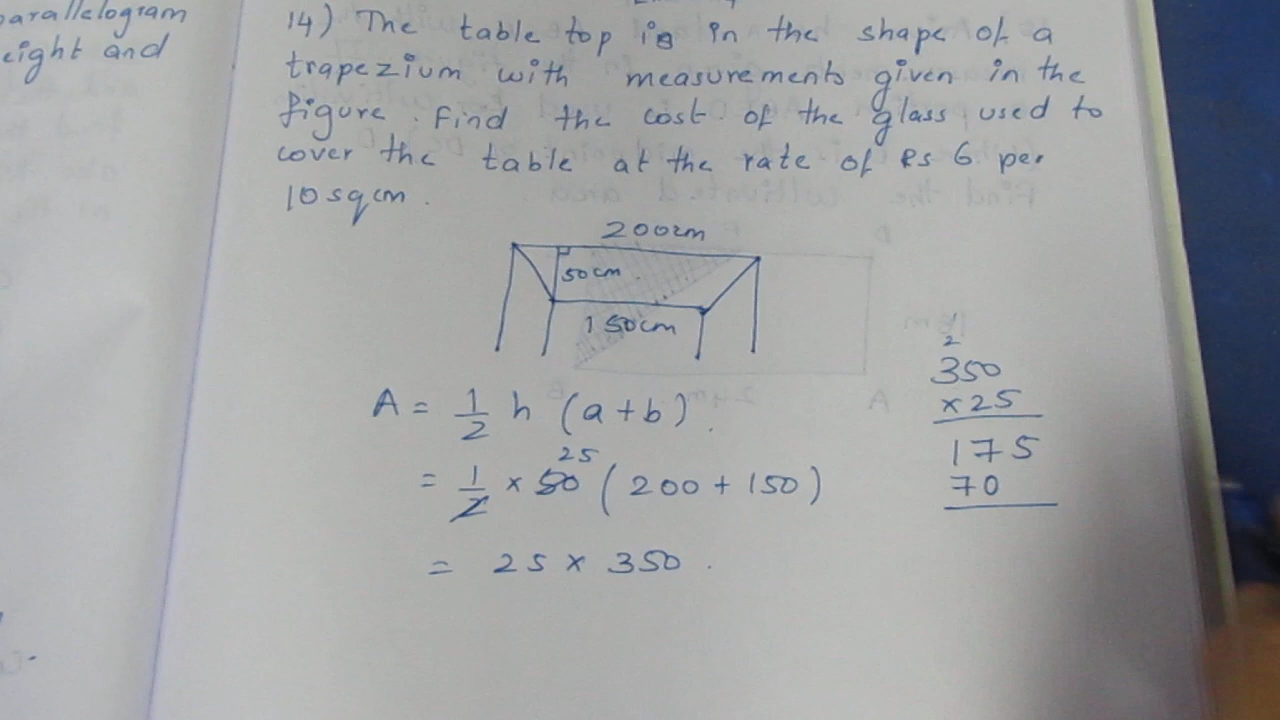 arallelogram
eight and
14) The table top is in the shape of a
trapezium with measurements given in the
figure. Find the cost of the glass used to
cover the table at the rate of Rs 6 per
10sqcm.
200cm
50cm
150cm
A = 1/2 h (a+b).
25
= 1/2 × 50 (200 + 150)
= 25 × 350.
1
2
350
×25
175
70